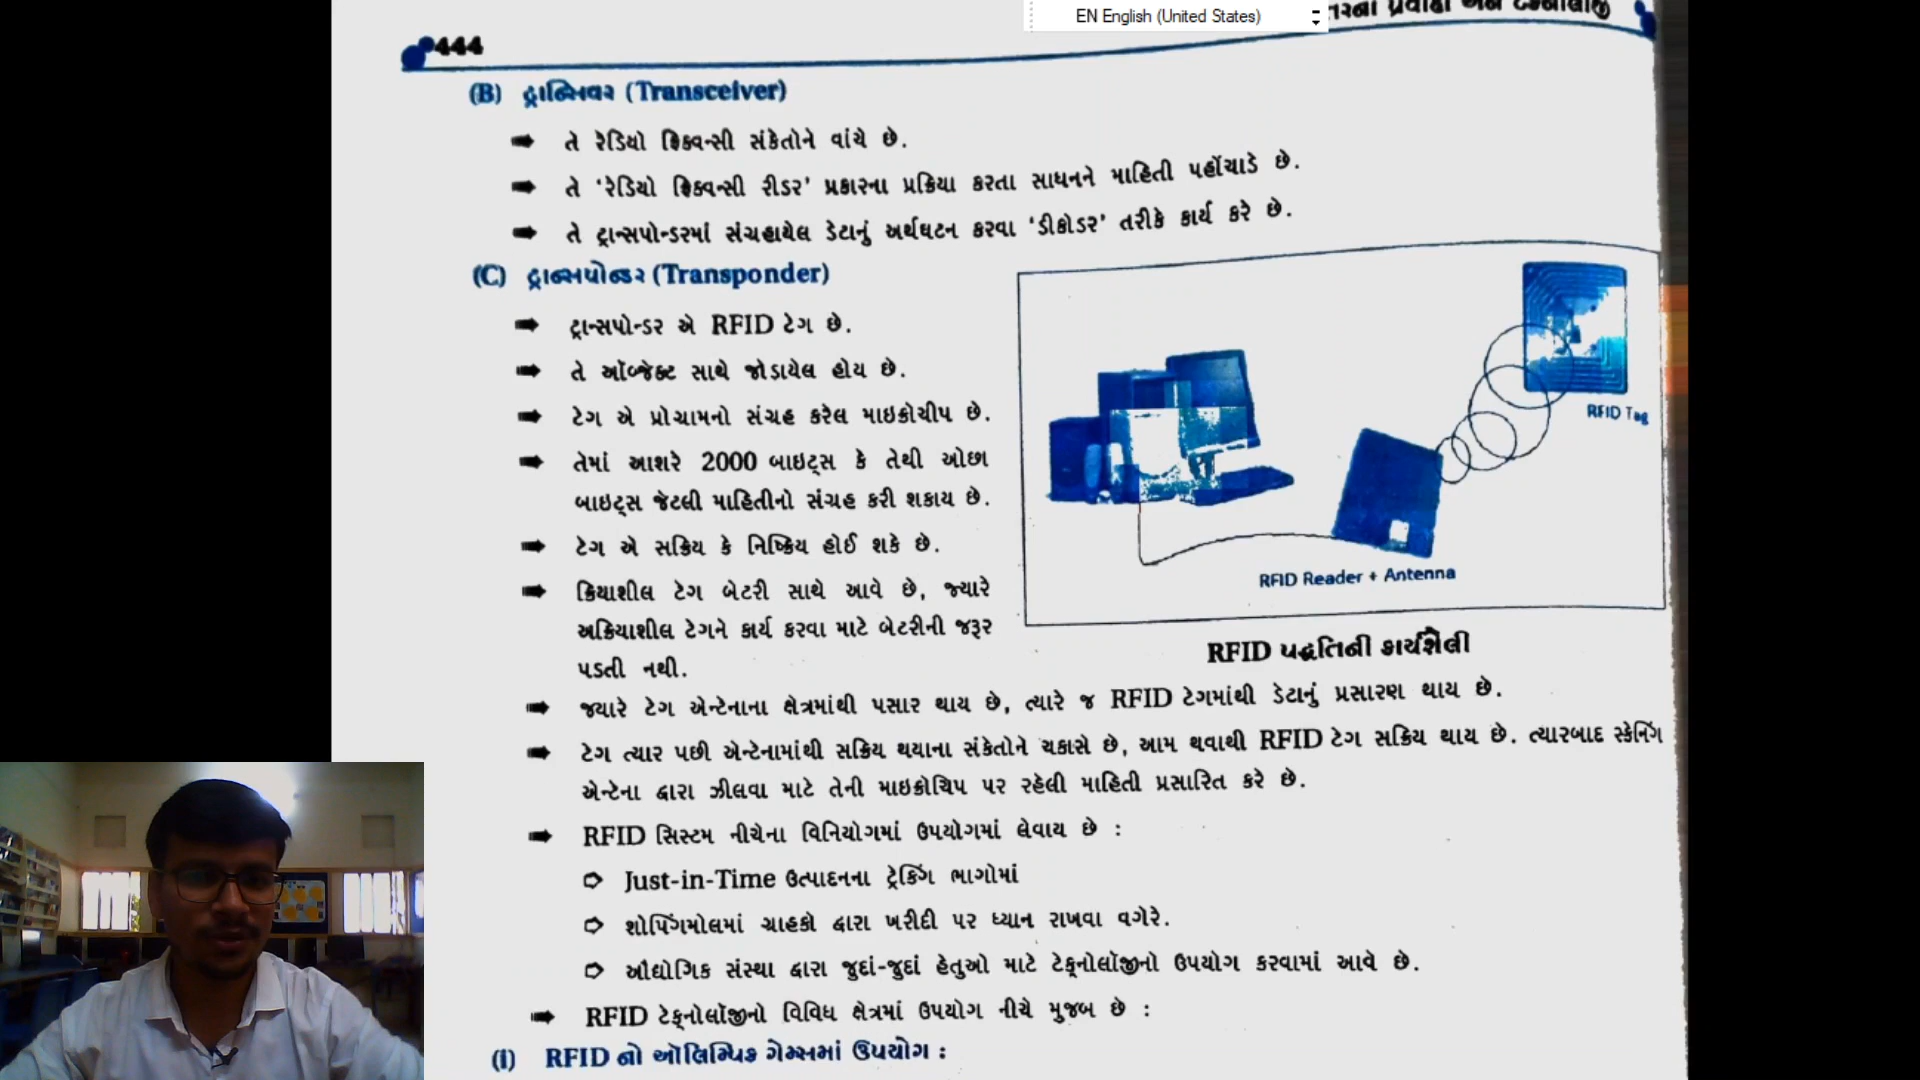 EN English (United States)
444
(B) ટ્રાન્સિવર (Transceiver)
➡ તે રેડિયો ફ્રિકવન્સી સંકેતોને વાંચે છે.
➡ તે ‘રેડિયો ફ્રિકવન્સી રીડર’ પ્રકારના પ્રક્રિયા કરતા સાધનને માહિતી પહોંચાડે છે.
➡ તે ટ્રાન્સપોન્ડરમાં સંગ્રહાયેલ ડેટાનું અર્થઘટન કરવા ‘ડીકોડર’ તરીકે કાર્ય કરે છે.
(C) ટ્રાન્સપોન્ડર (Transponder)
➡ ટ્રાન્સપોન્ડર એ RFID ટેગ છે.
➡ તે ઑબ્જેક્ટ સાથે જોડાયેલ હોય છે.
➡ ટેગ એ પ્રોગ્રામનો સંગ્રહ કરેલ માઇક્રોચીપ છે.
➡ તેમાં આશરે 2000 બાઇટ્સ કે તેથી ઓછા
બાઇટ્સ જેટલી માહિતીનો સંગ્રહ કરી શકાય છે.
➡ ટેગ એ સક્રિય કે નિષ્ક્રિય હોઈ શકે છે.
➡ ક્રિયાશીલ ટેગ બેટરી સાથે આવે છે, જ્યારે
અક્રિયાશીલ ટેગને કાર્ય કરવા માટે બેટરીની જરૂર
પડતી નથી.
RFID Tag
RFID Reader + Antenna
RFID પદ્ધતિની કાર્યશૈલી
➡ જ્યારે ટેગ એન્ટેનાના ક્ષેત્રમાંથી પસાર થાય છે, ત્યારે જ RFID ટેગમાંથી ડેટાનું પ્રસારણ થાય છે.
➡ ટેગ ત્યાર પછી એન્ટેનામાંથી સક્રિય થયાના સંકેતોને ચકાસે છે, આમ થવાથી RFID ટેગ સક્રિય થાય છે. ત્યારબાદ સ્કેનિંગ
એન્ટેના દ્વારા ઝીલવા માટે તેની માઇક્રોચિપ પર રહેલી માહિતી પ્રસારિત કરે છે.
➡ RFID સિસ્ટમ નીચેના વિનિયોગમાં ઉપયોગમાં લેવાય છે :
➩ Just-in-Time ઉત્પાદનના ટ્રેકિંગ ભાગોમાં
➩ શોપિંગમોલમાં ગ્રાહકો દ્વારા ખરીદી પર ધ્યાન રાખવા વગેરે.
➩ ઔદ્યોગિક સંસ્થા દ્વારા જુદાં-જુદાં હેતુઓ માટે ટેક્નોલૉજીનો ઉપયોગ કરવામાં આવે છે.
➡ RFID ટેક્નોલૉજીનો વિવિધ ક્ષેત્રમાં ઉપયોગ નીચે મુજબ છે :
(i) RFID નો ઑલિમ્પિક ગેમ્સમાં ઉપયોગ :